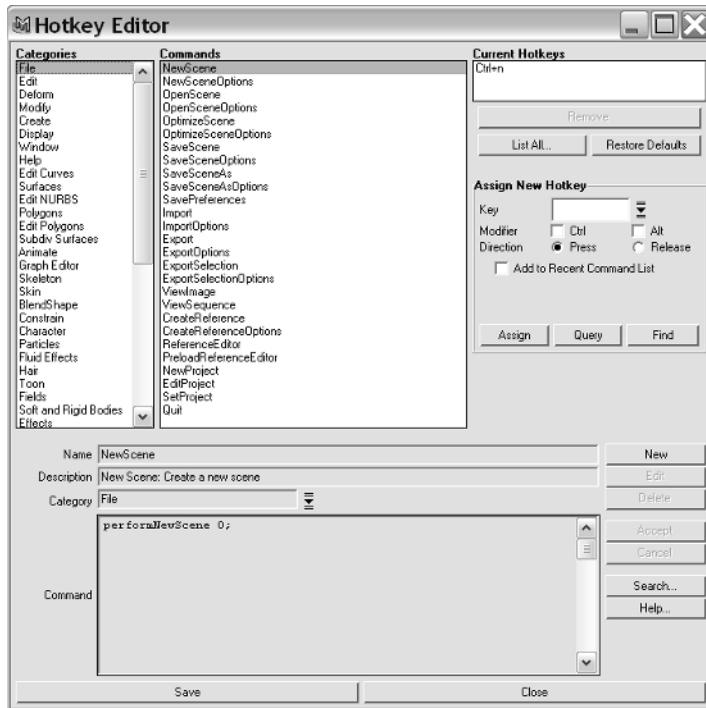 Hotkey Editor
Categories
File
Edit
Deform
Modify
Create
Display
Window
Help
Edit Curves
Surfaces
Edit NURBS
Polygons
Edit Polygons
Subdiv Surfaces
Animate
Graph Editor
Skeleton
Skin
BlendShape
Constrain
Character
Particles
Fluid Effects
Hair
Toon
Fields
Soft and Rigid Bodies
Effects
Commands
NewScene
NewSceneOptions
OpenScene
OpenSceneOptions
OptimizeScene
OptimizeSceneOptions
SaveScene
SaveSceneOptions
SaveSceneAs
SaveSceneAsOptions
SavePreferences
Import
ImportOptions
Export
ExportOptions
ExportSelection
ExportSelectionOptions
ViewImage
ViewSequence
CreateReference
CreateReferenceOptions
ReferenceEditor
PreloadReferenceEditor
NewProject
EditProject
SetProject
Quit
Current Hotkeys
Ctrl+n
Remove
List All... Restore Defaults
Assign New Hotkey
Key
Modifier Ctrl Alt
Direction Press Release
Add to Recent Command List
Assign Query Find
Name NewScene
Description New Scene: Create a new scene
Category File
Command performNewScene 0;
New
Edit
Delete
Accept
Cancel
Search...
Help...
Save Close